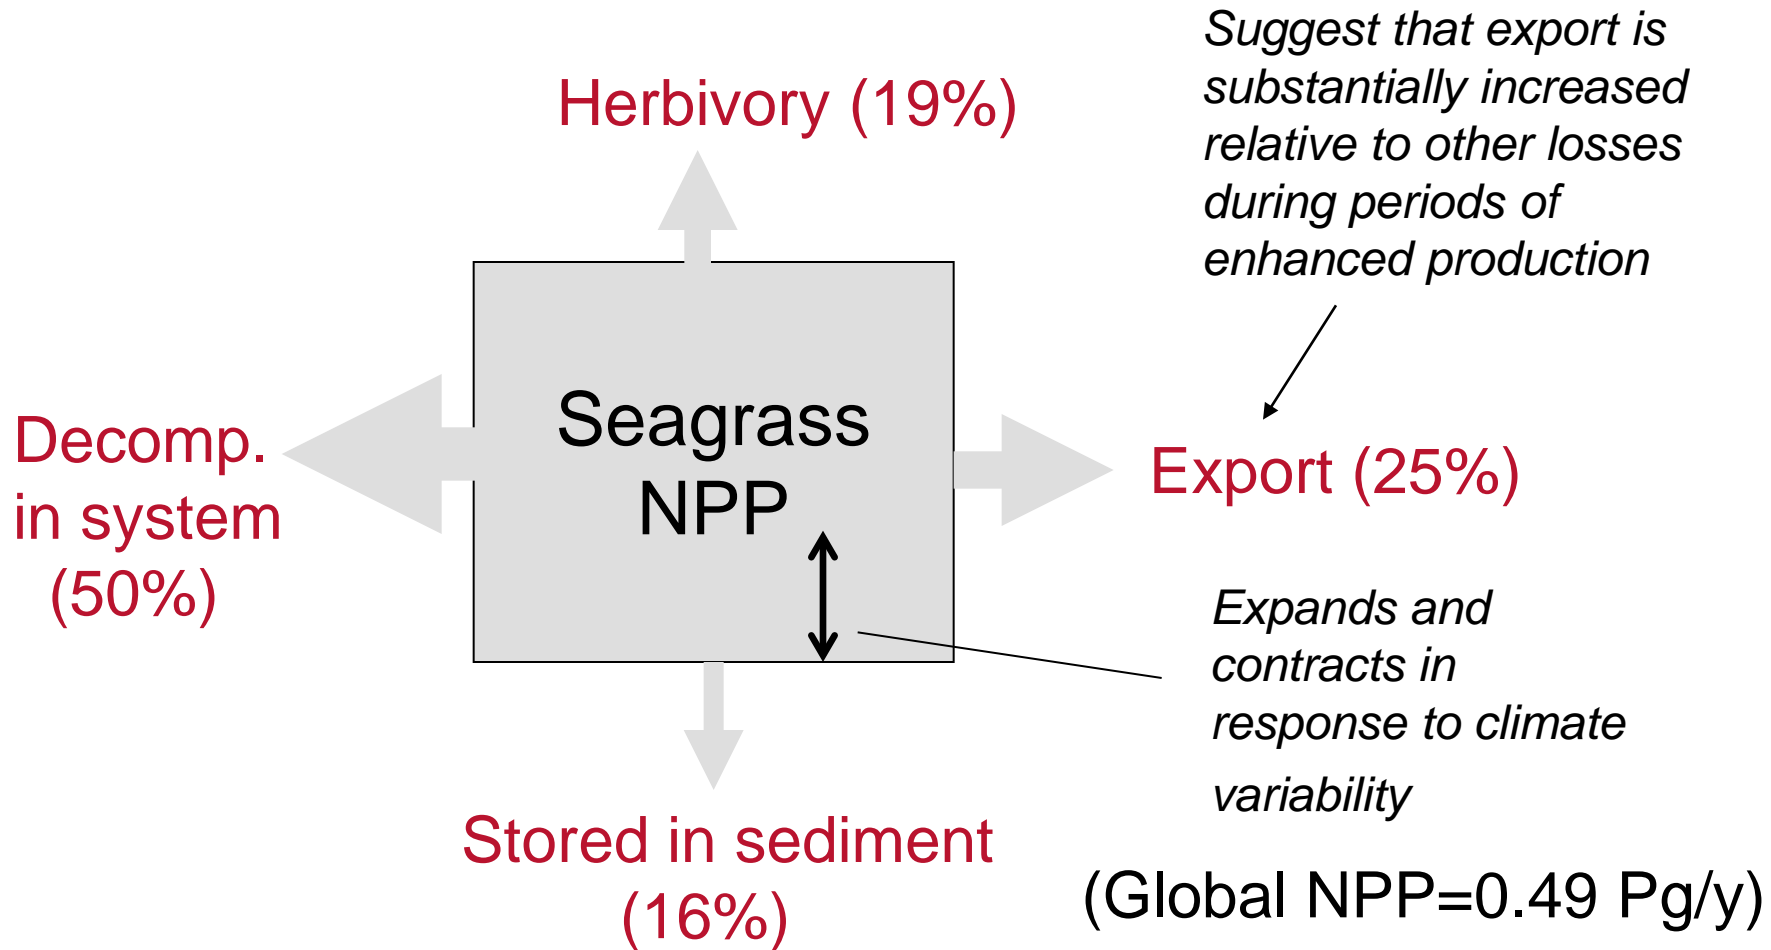 Suggest that export is
substantially increased
relative to other losses
during periods of
enhanced production
Herbivory (19%)
Seagrass
NPP
Decomp.
in system
(50%)
Export (25%)
Expands and
contracts in
response to climate
variability
Stored in sediment
(16%)
(Global NPP=0.49 Pg/y)